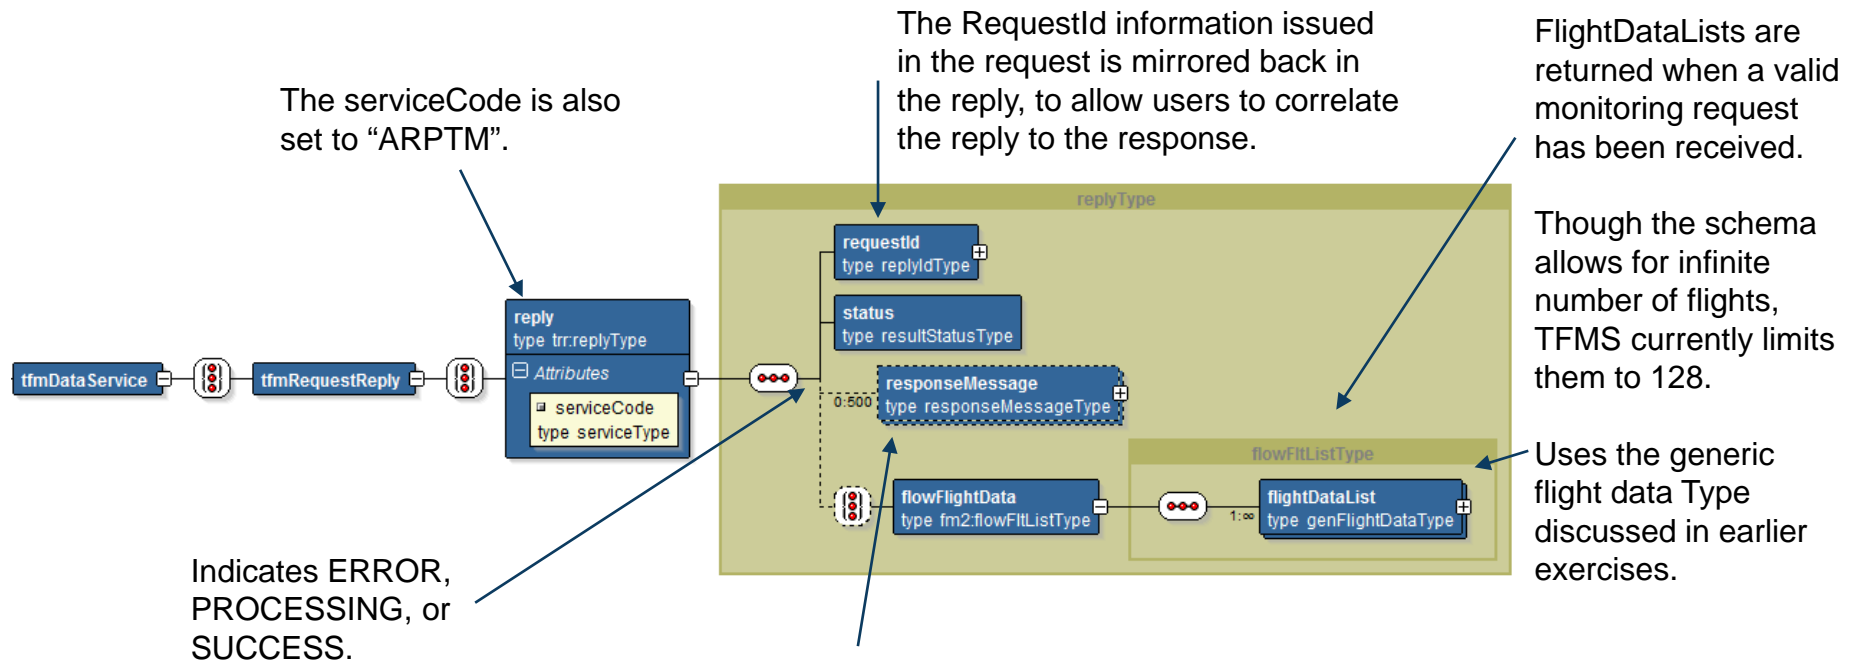 The RequestId information issued
in the request is mirrored back in
the reply, to allow users to correlate
the reply to the response.
FlightDataLists are
returned when a valid
monitoring request
has been received.
The serviceCode is also
set to “ARPTM”.
Though the schema
allows for infinite
number of flights,
TFMS currently limits
them to 128.
replyType
requestId
type replyIdType
status
type resultStatusType
reply
type trr:replyType
Attributes
serviceCode
type serviceType
tfmDataService
tfmRequestReply
responseMessage
type responseMessageType
0:500
flowFltListType
flowFlightData
type fm2:flowFltListType
flightDataList
type genFlightDataType
1:∞
Uses the generic
flight data Type
discussed in earlier
exercises.
Indicates ERROR,
PROCESSING, or
SUCCESS.